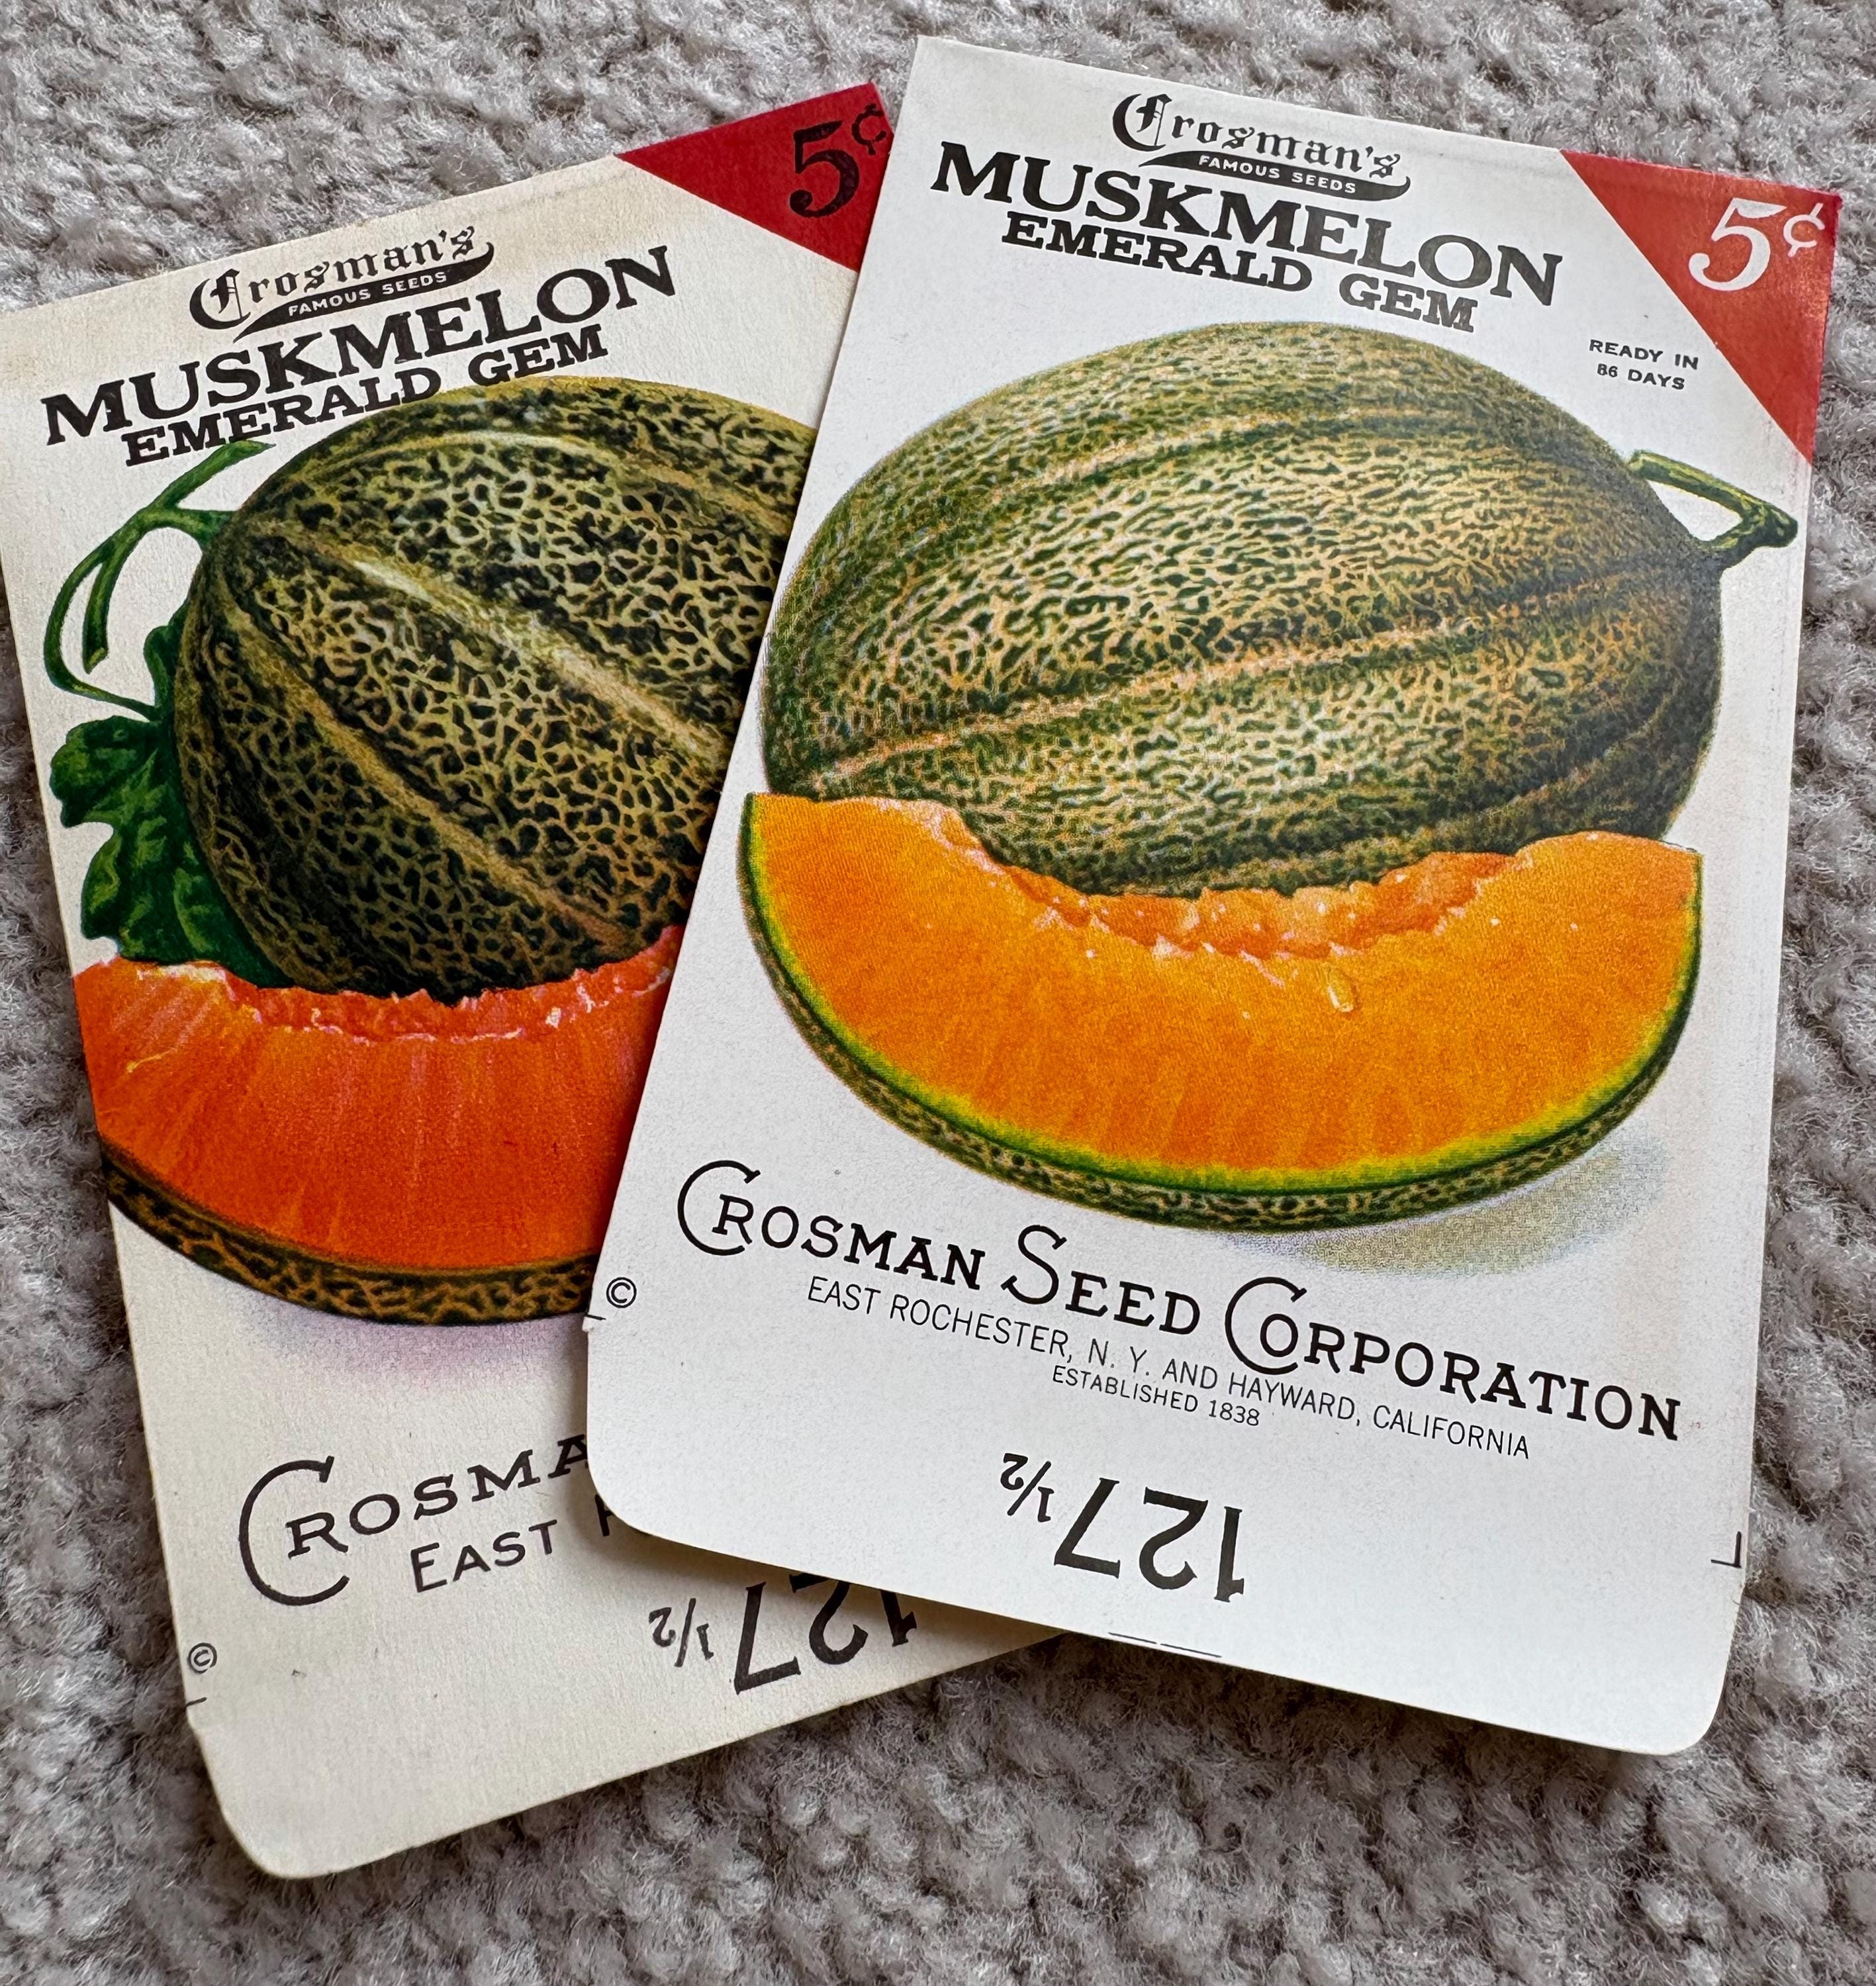 Crosman's
FAMOUS SEEDS
MUSKMELON
EMERALD GEM
5¢
CROSMA
EAST
127½
©
Crosman's
FAMOUS SEEDS
MUSKMELON
EMERALD GEM
5¢
READY IN
86 DAYS
CROSMAN SEED CORPORATION
EAST ROCHESTER, N. Y. AND HAYWARD, CALIFORNIA
ESTABLISHED 1838
©
127½